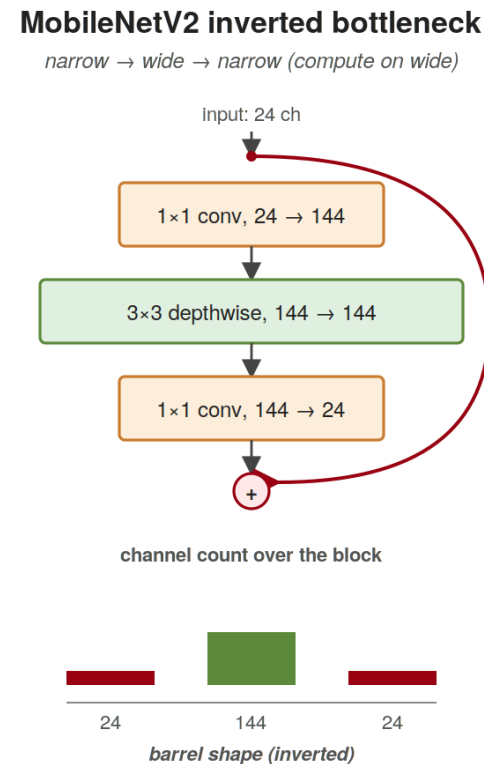 MobileNetV2 inverted bottleneck
narrow → wide → narrow (compute on wide)
input: 24 ch
1×1 conv, 24 → 144
3×3 depthwise, 144 → 144
1×1 conv, 144 → 24
+
channel count over the block
24 144 24
barrel shape (inverted)